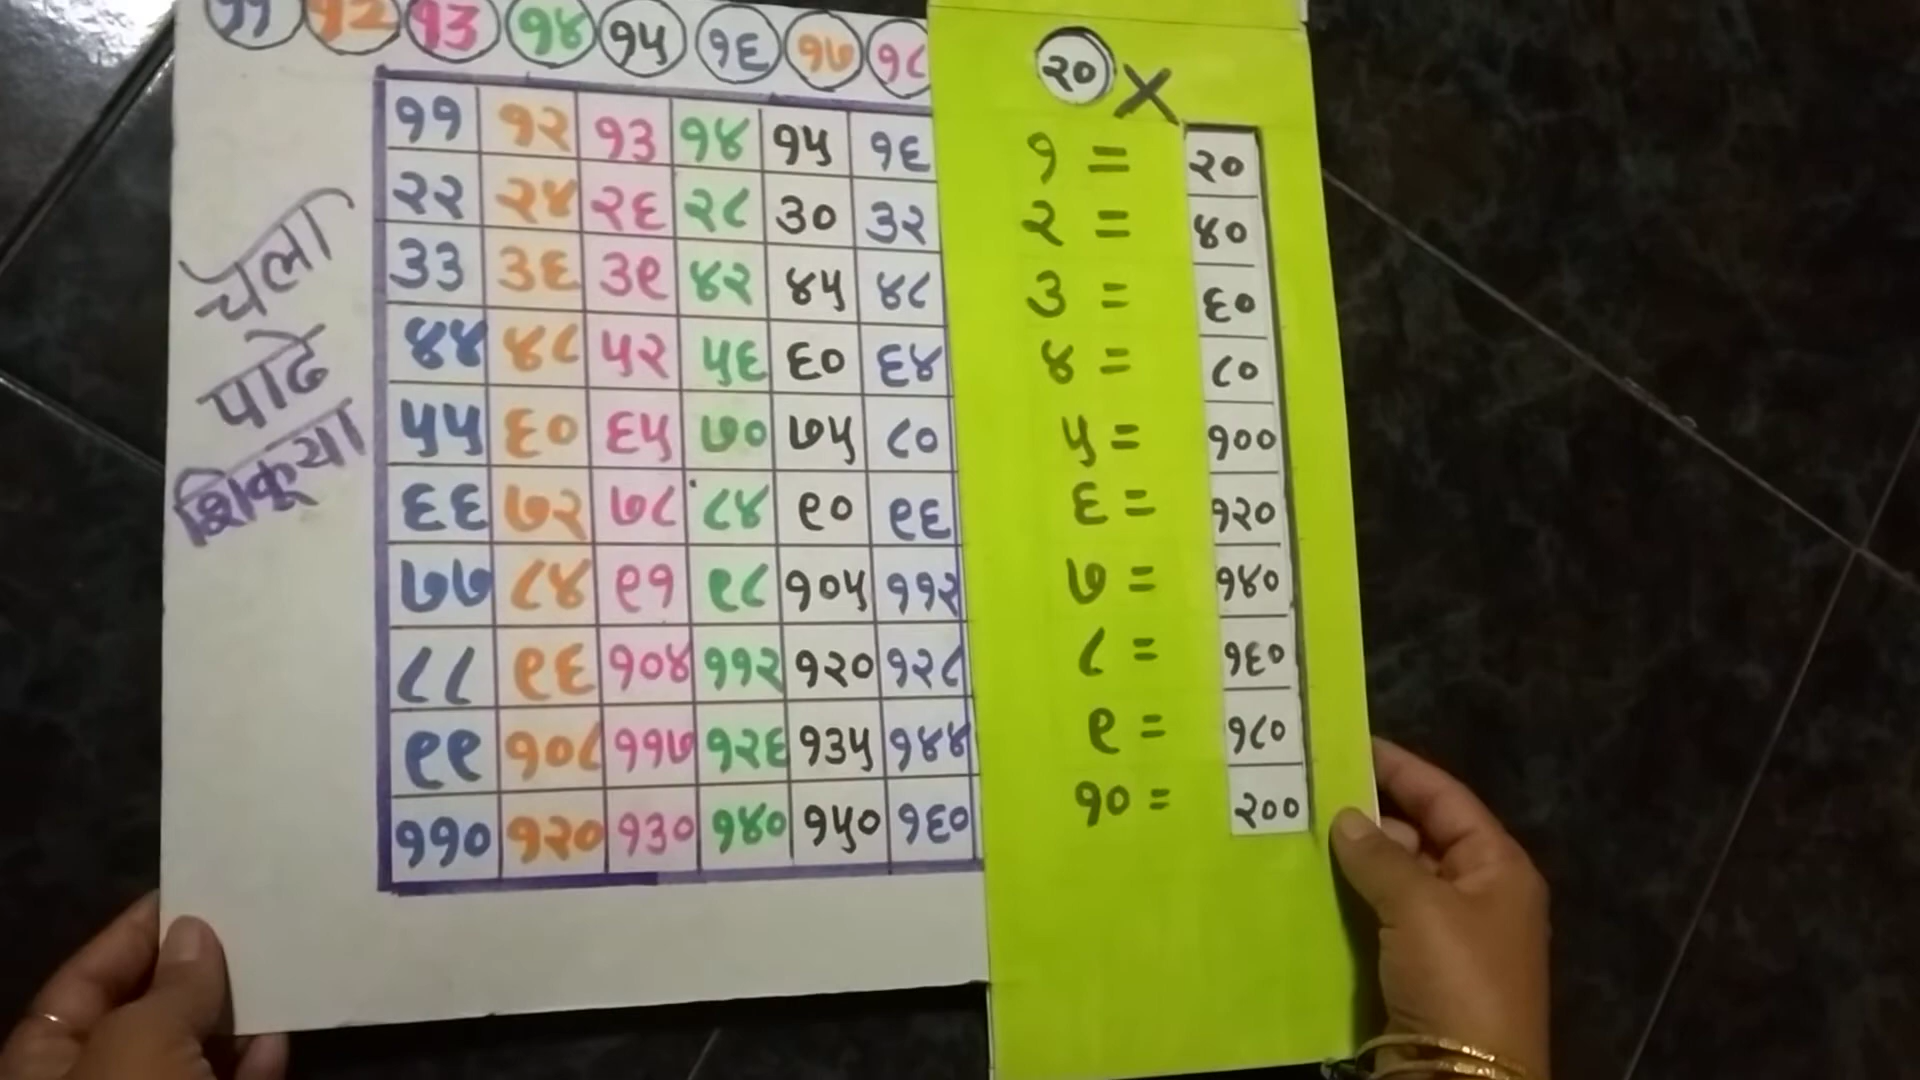 ११ १२ १३ १४ १५ १६ १७ १८
चला
पाढे
शिकूया
११ १२ १३ १४ १५ १६
२२ २४ २६ २८ ३० ३२
३३ ३६ ३९ ४२ ४५ ४८
४४ ४८ ५२ ५६ ६० ६४
५५ ६० ६५ ७० ७५ ८०
६६ ७२ ७८ ८४ ९० ९६
७७ ८४ ९१ ९८ १०५ ११२
८८ ९६ १०४ ११२ १२० १२८
९९ १०८ ११७ १२६ १३५ १४४
११० १२० १३० १४० १५० १६०
२० X
१ = २०
२ = ४०
३ = ६०
४ = ८०
५ = १००
६ = १२०
७ = १४०
८ = १६०
९ = १८०
१० = २००